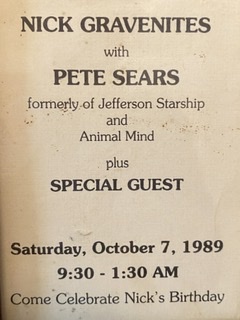 NICK GRAVENITES
with
PETE SEARS
formerly of Jefferson Starship
and
Animal Mind
plus
SPECIAL GUEST
Saturday, October 7, 1989
9:30 - 1:30 AM
Come Celebrate Nick's Birthday